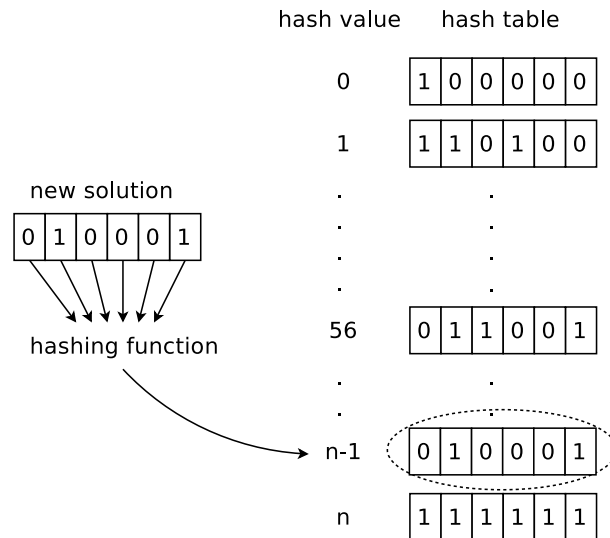 hash value hash table
0 1 0 0 0 0 0
1 1 1 0 1 0 0
new solution
. .
0 1 0 0 0 1
. .
. .
. .
56 0 1 1 0 0 1
hashing function
. .
. .
n-1 0 1 0 0 0 1
n 1 1 1 1 1 1